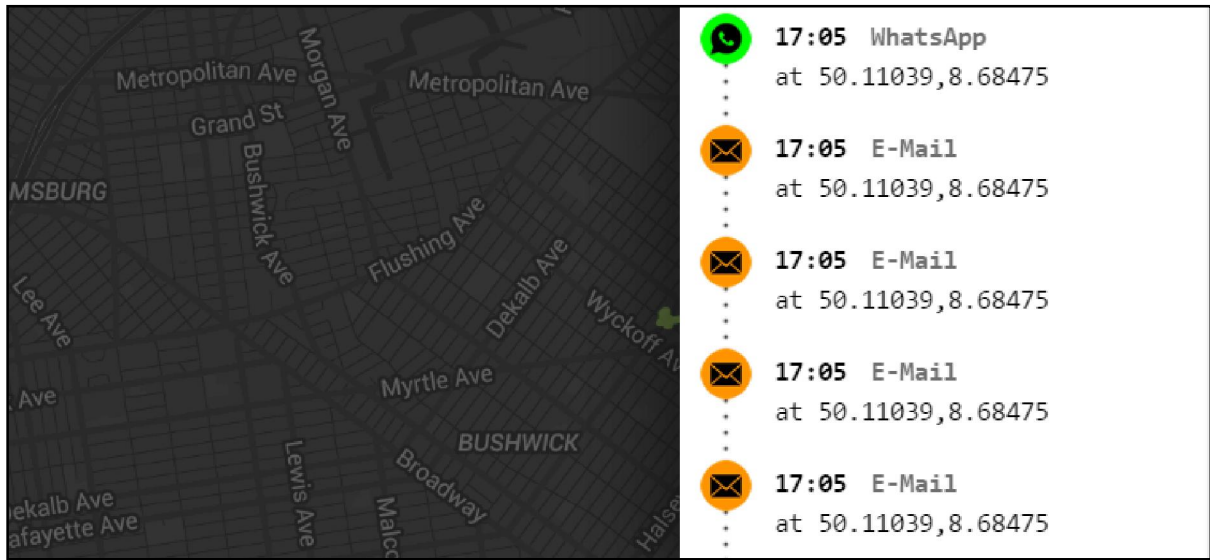 Metropolitan Ave
Morgan Ave
Metropolitan Ave
Grand St
Bushwick Ave
MSBURG
Flushing Ave
Dekalb Ave
Lee Ave
Wyckoff Av
Myrtle Ave
Ave
BUSHWICK
Lewis Ave
Broadway
Malco
Halse
ekalb Ave
afayette Ave
17:05 WhatsApp
at 50.11039,8.68475
17:05 E-Mail
at 50.11039,8.68475
17:05 E-Mail
at 50.11039,8.68475
17:05 E-Mail
at 50.11039,8.68475
17:05 E-Mail
at 50.11039,8.68475